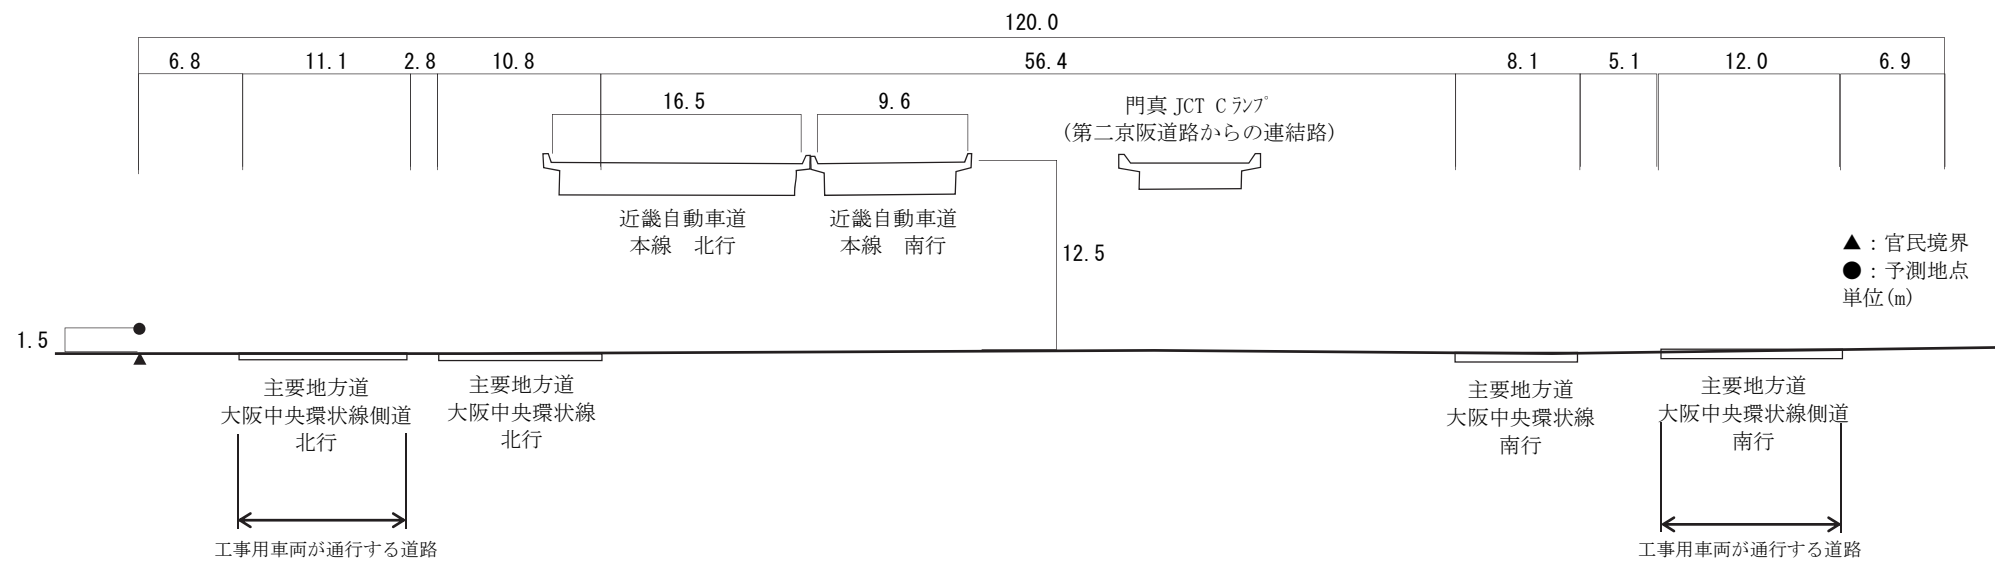 120.0
6.8 11.1 2.8 10.8 56.4 8.1 5.1 12.0 6.9
16.5 9.6
門真 JCT C ﾗﾝﾌﾟ
(第二京阪道路からの連結路)
近畿自動車道
本線　北行
近畿自動車道
本線　南行
12.5
▲：官民境界
●：予測地点
単位(m)
1.5
主要地方道
大阪中央環状線側道
北行
主要地方道
大阪中央環状線
北行
主要地方道
大阪中央環状線
南行
主要地方道
大阪中央環状線側道
南行
工事用車両が通行する道路
工事用車両が通行する道路